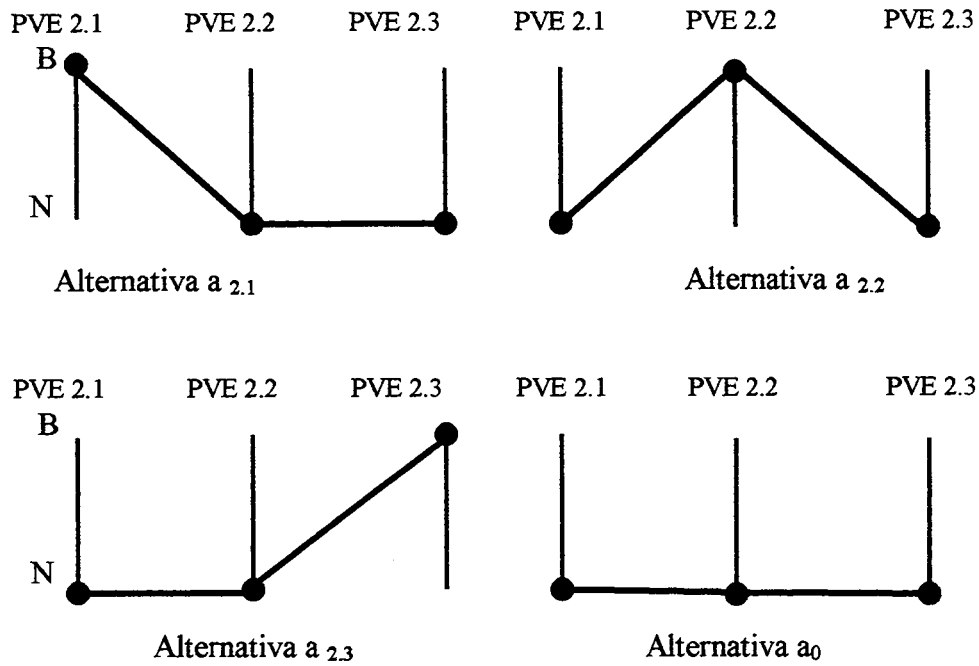 PVE 2.1 PVE 2.2 PVE 2.3 PVE 2.1 PVE 2.2 PVE 2.3
B
N
Alternativa a 2.1 Alternativa a 2.2
PVE 2.1 PVE 2.2 PVE 2.3 PVE 2.1 PVE 2.2 PVE 2.3
B
N
Alternativa a 2.3 Alternativa a0